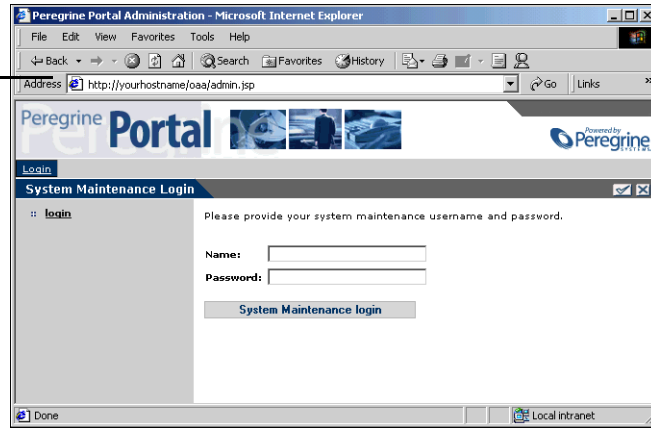 Peregrine Portal Administration - Microsoft Internet Explorer
File Edit View Favorites Tools Help
Back Search Favorites History
Address http://yourhostname/oaa/admin.jsp Go Links »
Peregrine Portal
Powered by
Peregrine
SYSTEMS
Login
System Maintenance Login
:: login
Please provide your system maintenance username and password.
Name:
Password:
System Maintenance login
Done Local intranet